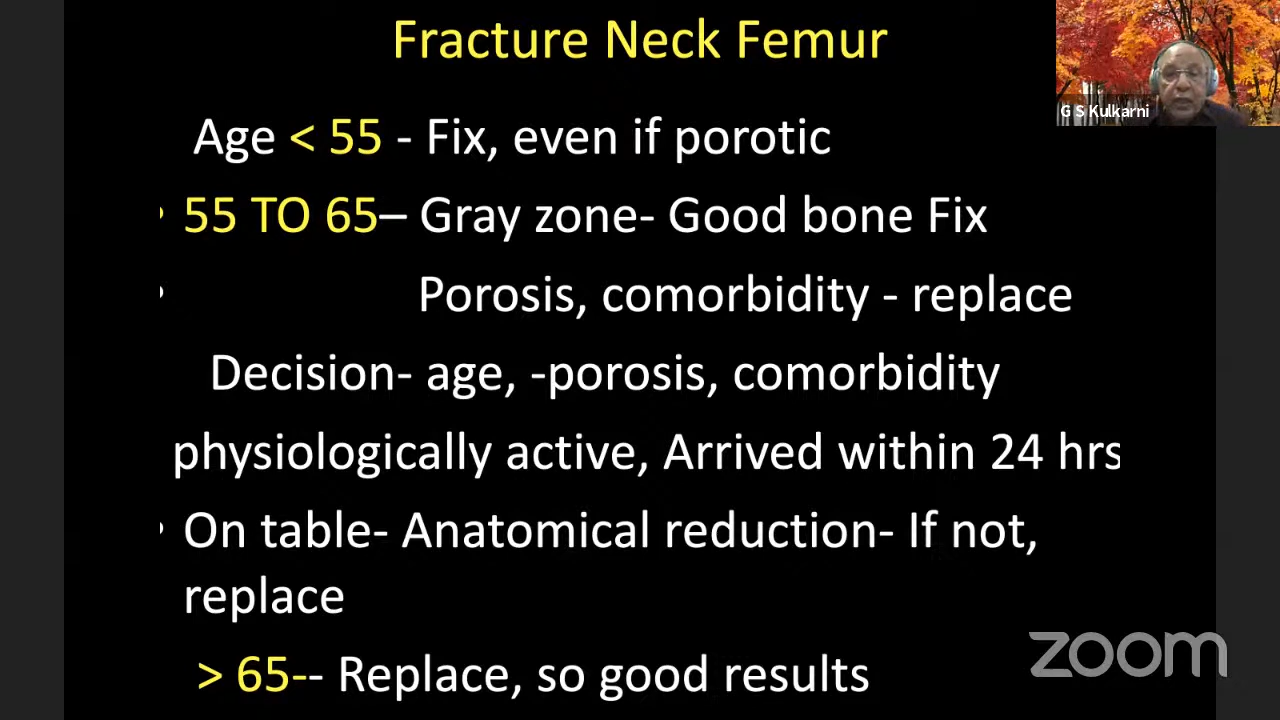 Fracture Neck Femur
G S Kulkarni
Age < 55 - Fix, even if porotic
55 TO 65– Gray zone- Good bone Fix
Porosis, comorbidity - replace
Decision- age, -porosis, comorbidity
physiologically active, Arrived within 24 hrs
On table- Anatomical reduction- If not,
replace
> 65-- Replace, so good results
zoom